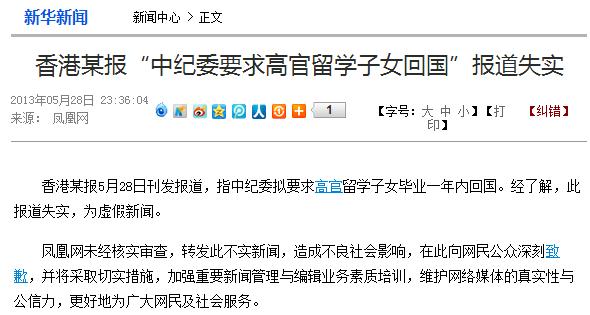 新华新闻 新闻中心 > 正文
香港某报“中纪委要求高官留学子女回国”报道失实
2013年05月28日 23:36:04
来源： 凤凰网
1
【字号：大 中 小】【打
印】
【纠错】
香港某报5月28日刊发报道，指中纪委拟要求高官留学子女毕业一年内回国。经了解，此
报道失实，为虚假新闻。
凤凰网未经核实审查，转发此不实新闻，造成不良社会影响，在此向网民公众深刻致
歉，并将采取切实措施，加强重要新闻管理与编辑业务素质培训，维护网络媒体的真实性与
公信力，更好地为广大网民及社会服务。